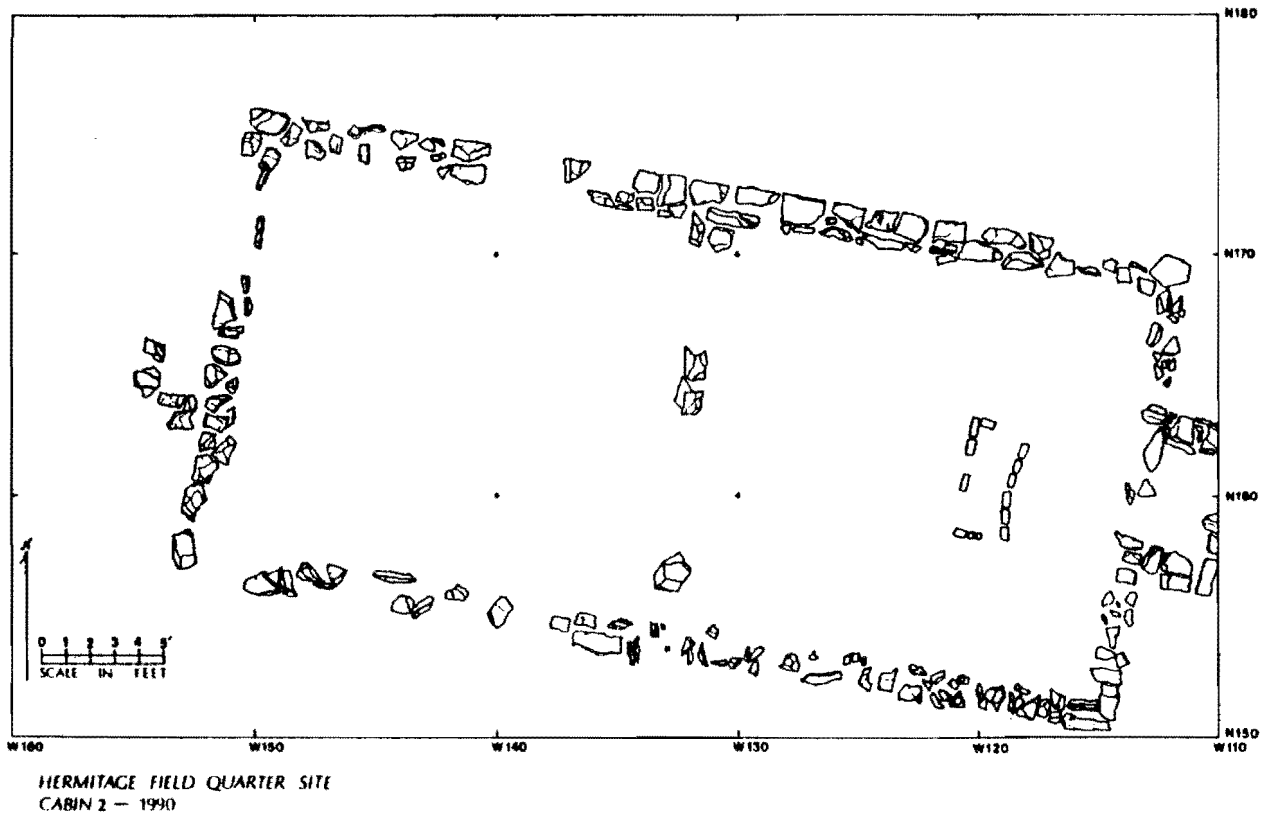 N180
N170
N160
N
0 1 2 3 4 5'
SCALE IN FEET
N150
W160 W150 W140 W130 W120 W110
HERMITAGE FIELD QUARTER SITE
CABIN 2 — 1990